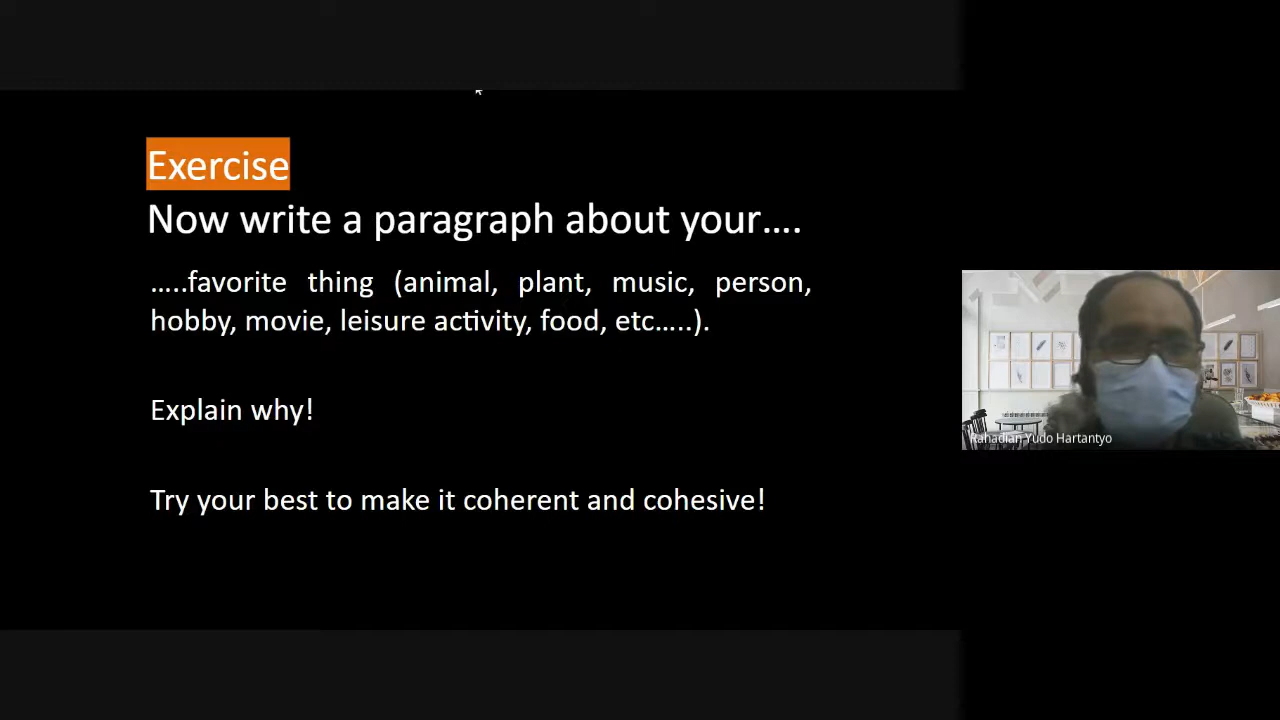 Exercise
Now write a paragraph about your….
…..favorite thing (animal, plant, music, person,
hobby, movie, leisure activity, food, etc…..).
Explain why!
Try your best to make it coherent and cohesive!
Rahadian Yudo Hartantyo